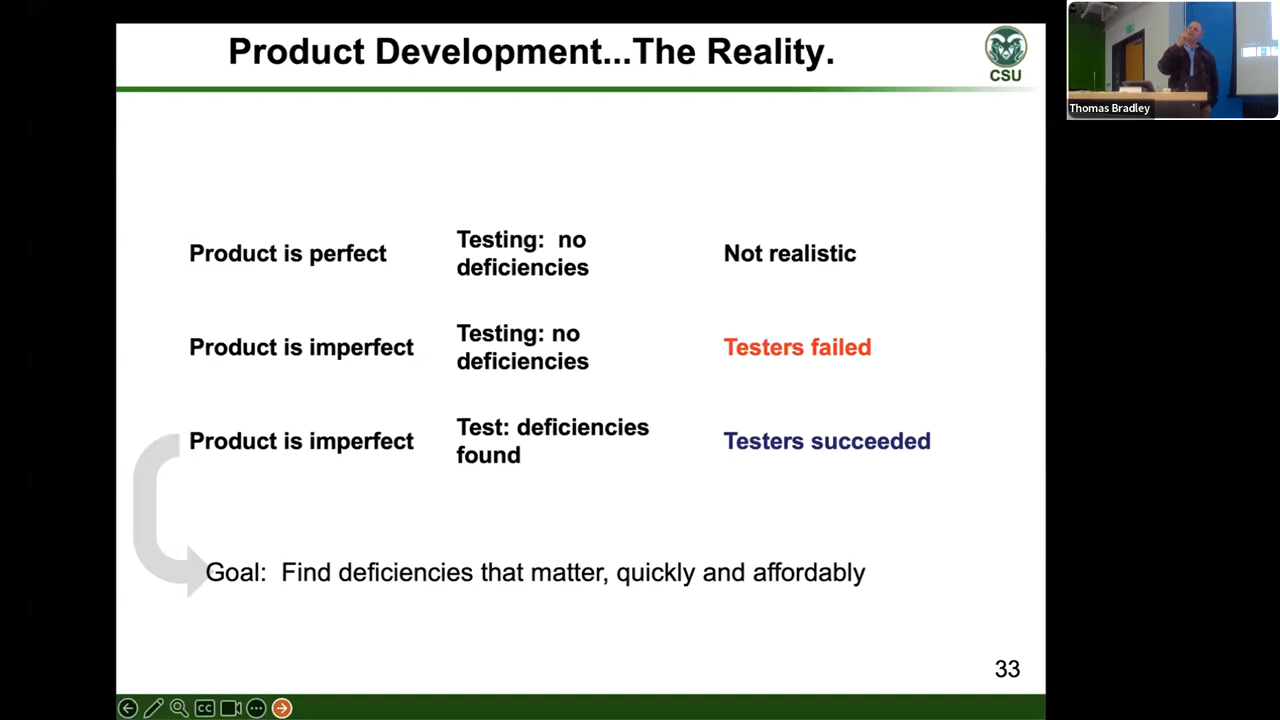 Product Development...The Reality.
CSU
Thomas Bradley
Product is perfect
Testing:  no
deficiencies
Not realistic
Product is imperfect
Testing: no
deficiencies
Testers failed
Product is imperfect
Test: deficiencies
found
Testers succeeded
Goal:  Find deficiencies that matter, quickly and affordably
33
CC